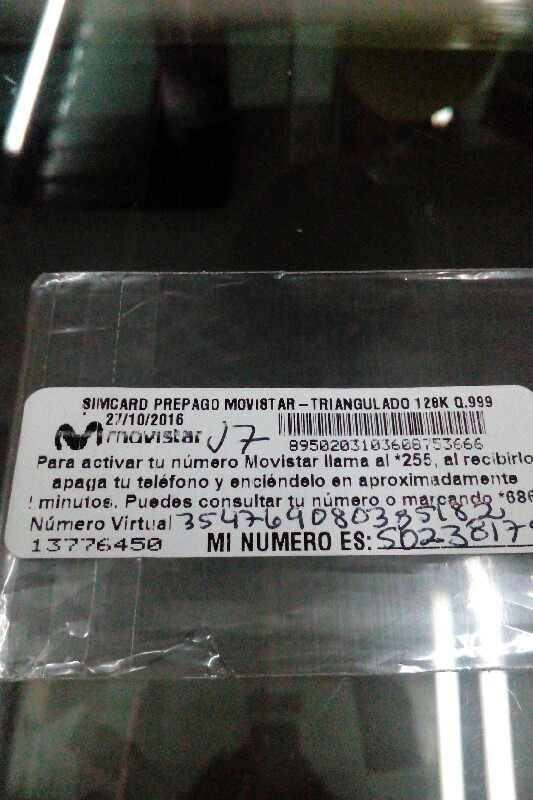 SIMCARD PREPAGO MOVISTAR - TRIANGULADO 128K Q.999
27/10/2016
movistar J7 8950203103608753666
Para activar tu número Movistar llama al *255, al recibirlo
apaga tu teléfono y enciéndelo en aproximadamente
! minutos. Puedes consultar tu número o marcando *686
Número Virtual 354769080385182
13776450 MI NUMERO ES: 50238179